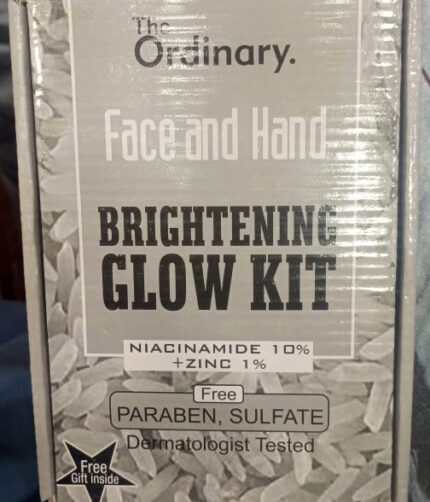 The
Ordinary.
Face and Hand
BRIGHTENING
GLOW KIT
NIACINAMIDE 10%
+ZINC 1%
Free
PARABEN, SULFATE
Dermatologist Tested
Free
Gift inside